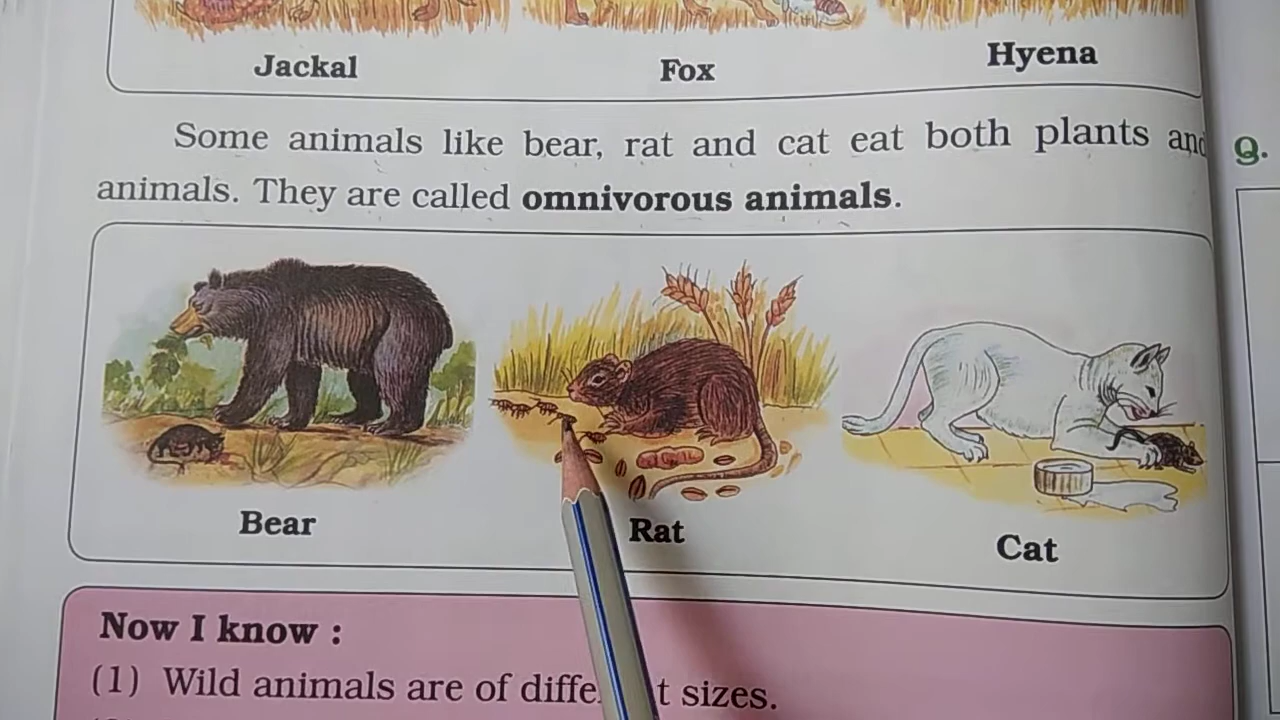 Jackal Fox Hyena
Some animals like bear, rat and cat eat both plants and
animals. They are called omnivorous animals.
Bear Rat Cat
Now I know :
(1) Wild animals are of t sizes.
Q.